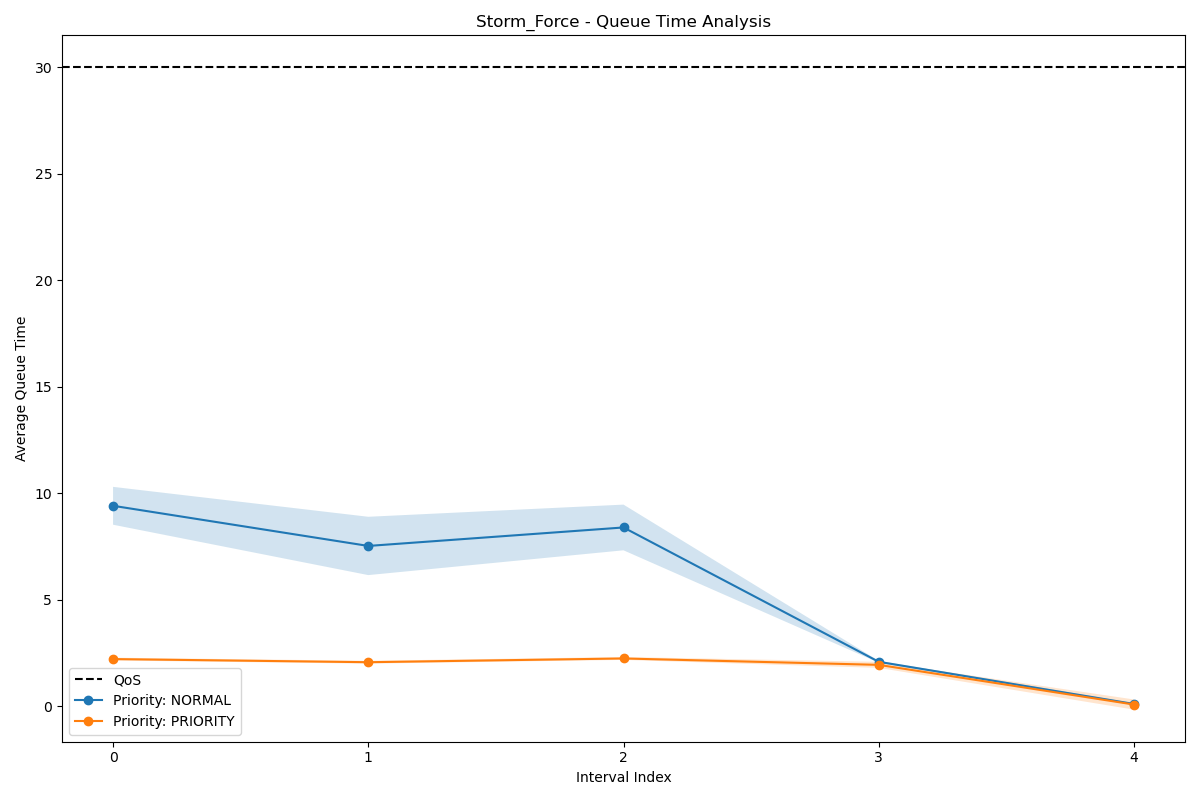 Storm_Force - Queue Time Analysis
30
25
20
15
10
5
0
Average Queue Time
QoS
Priority: NORMAL
Priority: PRIORITY
0 1 2 3 4
Interval Index